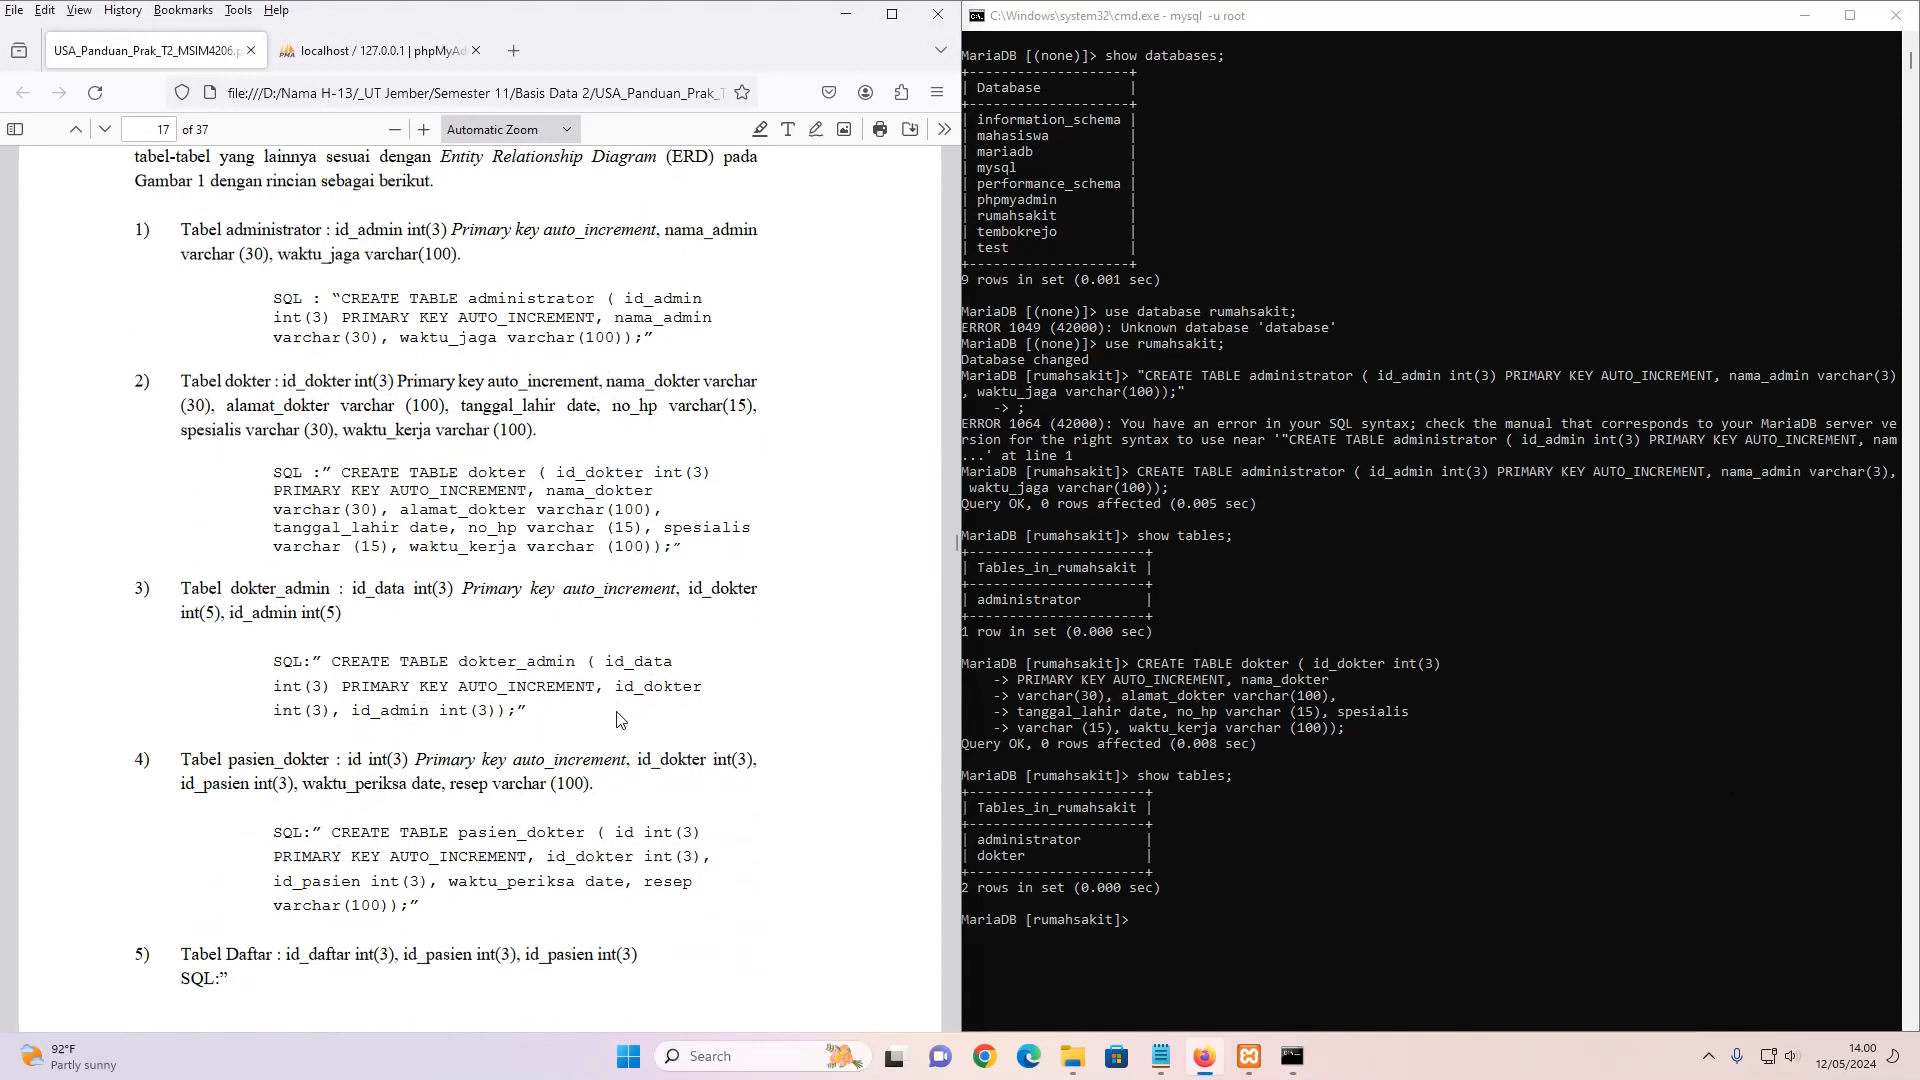 File Edit View History Bookmarks Tools Help
USA_Panduan_Prak_T2_MSIM4206.p
localhost / 127.0.0.1 | phpMyAd
file:///D:/Nama H-13/_UT Jember/Semester 11/Basis Data 2/USA_Panduan_Prak_T
17 of 37
Automatic Zoom
tabel-tabel yang lainnya sesuai dengan Entity Relationship Diagram (ERD) pada
Gambar 1 dengan rincian sebagai berikut.
1) Tabel administrator : id_admin int(3) Primary key auto_increment, nama_admin
varchar (30), waktu_jaga varchar(100).
SQL : “CREATE TABLE administrator ( id_admin
int(3) PRIMARY KEY AUTO_INCREMENT, nama_admin
varchar(30), waktu_jaga varchar(100));”
2) Tabel dokter : id_dokter int(3) Primary key auto_increment, nama_dokter varchar
(30), alamat_dokter varchar (100), tanggal_lahir date, no_hp varchar(15),
spesialis varchar (30), waktu_kerja varchar (100).
SQL :” CREATE TABLE dokter ( id_dokter int(3)
PRIMARY KEY AUTO_INCREMENT, nama_dokter
varchar(30), alamat_dokter varchar(100),
tanggal_lahir date, no_hp varchar (15), spesialis
varchar (15), waktu_kerja varchar (100));”
3) Tabel dokter_admin : id_data int(3) Primary key auto_increment, id_dokter
int(5), id_admin int(5)
SQL:” CREATE TABLE dokter_admin ( id_data
int(3) PRIMARY KEY AUTO_INCREMENT, id_dokter
int(3), id_admin int(3));”
4) Tabel pasien_dokter : id int(3) Primary key auto_increment, id_dokter int(3),
id_pasien int(3), waktu_periksa date, resep varchar (100).
SQL:” CREATE TABLE pasien_dokter ( id int(3)
PRIMARY KEY AUTO_INCREMENT, id_dokter int(3),
id_pasien int(3), waktu_periksa date, resep
varchar(100));”
5) Tabel Daftar : id_daftar int(3), id_pasien int(3), id_pasien int(3)
SQL:”
C:\Windows\system32\cmd.exe - mysql -u root
MariaDB [(none)]> show databases;
+--------------------+
| Database           |
+--------------------+
| information_schema |
| mahasiswa          |
| mariadb            |
| mysql              |
| performance_schema |
| phpmyadmin         |
| rumahsakit         |
| tembokrejo         |
| test               |
+--------------------+
9 rows in set (0.001 sec)
MariaDB [(none)]> use database rumahsakit;
ERROR 1049 (42000): Unknown database 'database'
MariaDB [(none)]> use rumahsakit;
Database changed
MariaDB [rumahsakit]> "CREATE TABLE administrator ( id_admin int(3) PRIMARY KEY AUTO_INCREMENT, nama_admin varchar(3)
, waktu_jaga varchar(100));"
-> ;
ERROR 1064 (42000): You have an error in your SQL syntax; check the manual that corresponds to your MariaDB server ve
rsion for the right syntax to use near '"CREATE TABLE administrator ( id_admin int(3) PRIMARY KEY AUTO_INCREMENT, nam
...' at line 1
MariaDB [rumahsakit]> CREATE TABLE administrator ( id_admin int(3) PRIMARY KEY AUTO_INCREMENT, nama_admin varchar(3),
waktu_jaga varchar(100));
Query OK, 0 rows affected (0.005 sec)
MariaDB [rumahsakit]> show tables;
+----------------------+
| Tables_in_rumahsakit |
+----------------------+
| administrator        |
+----------------------+
1 row in set (0.000 sec)
MariaDB [rumahsakit]> CREATE TABLE dokter ( id_dokter int(3)
-> PRIMARY KEY AUTO_INCREMENT, nama_dokter
-> varchar(30), alamat_dokter varchar(100),
-> tanggal_lahir date, no_hp varchar (15), spesialis
-> varchar (15), waktu_kerja varchar (100));
Query OK, 0 rows affected (0.008 sec)
MariaDB [rumahsakit]> show tables;
+----------------------+
| Tables_in_rumahsakit |
+----------------------+
| administrator        |
| dokter               |
+----------------------+
2 rows in set (0.000 sec)
MariaDB [rumahsakit]>
92°F
Partly sunny
Search
14.00
12/05/2024